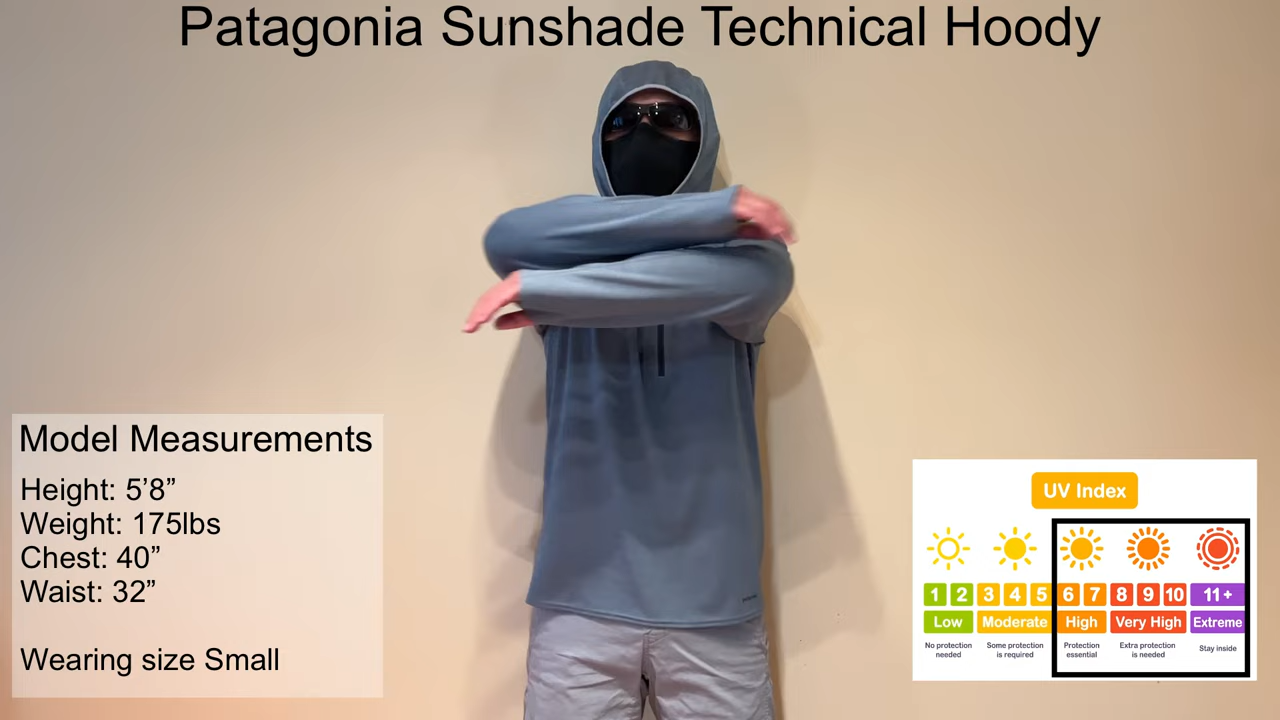 Patagonia Sunshade Technical Hoody
Model Measurements
Height: 5’8”
Weight: 175lbs
Chest: 40”
Waist: 32”
Wearing size Small
UV Index
1 2 3 4 5 6 7 8 9 10 11+
Low Moderate High Very High Extreme
No protection needed
Some protection is required
Protection essential
Extra protection is needed
Stay inside